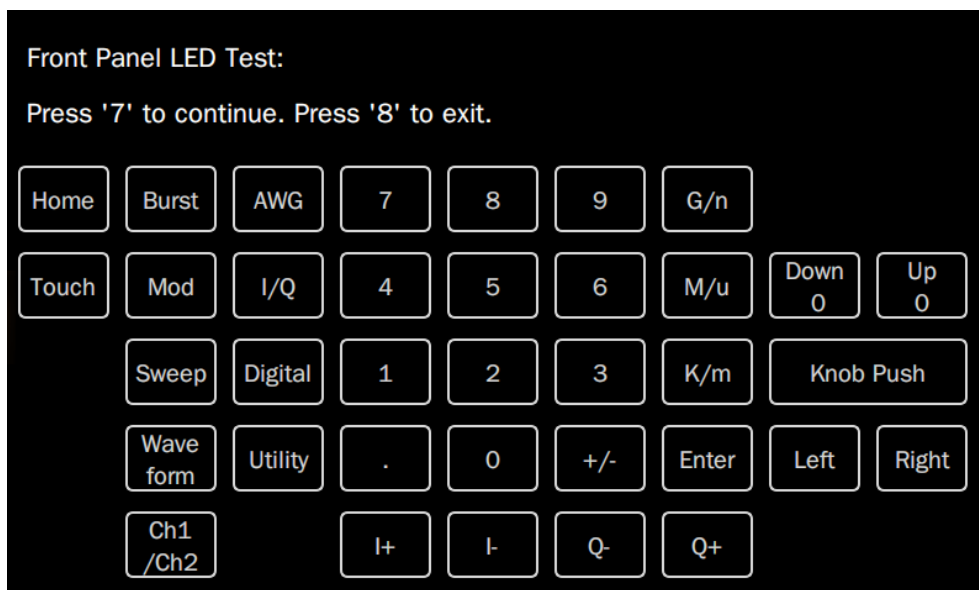 Front Panel LED Test:
Press '7' to continue. Press '8' to exit.
Home Burst AWG 7 8 9 G/n
Touch Mod I/Q 4 5 6 M/u Down Up
0 0
Sweep Digital 1 2 3 K/m Knob Push
Wave
form Utility . 0 +/- Enter Left Right
Ch1
/Ch2 I+ I- Q- Q+